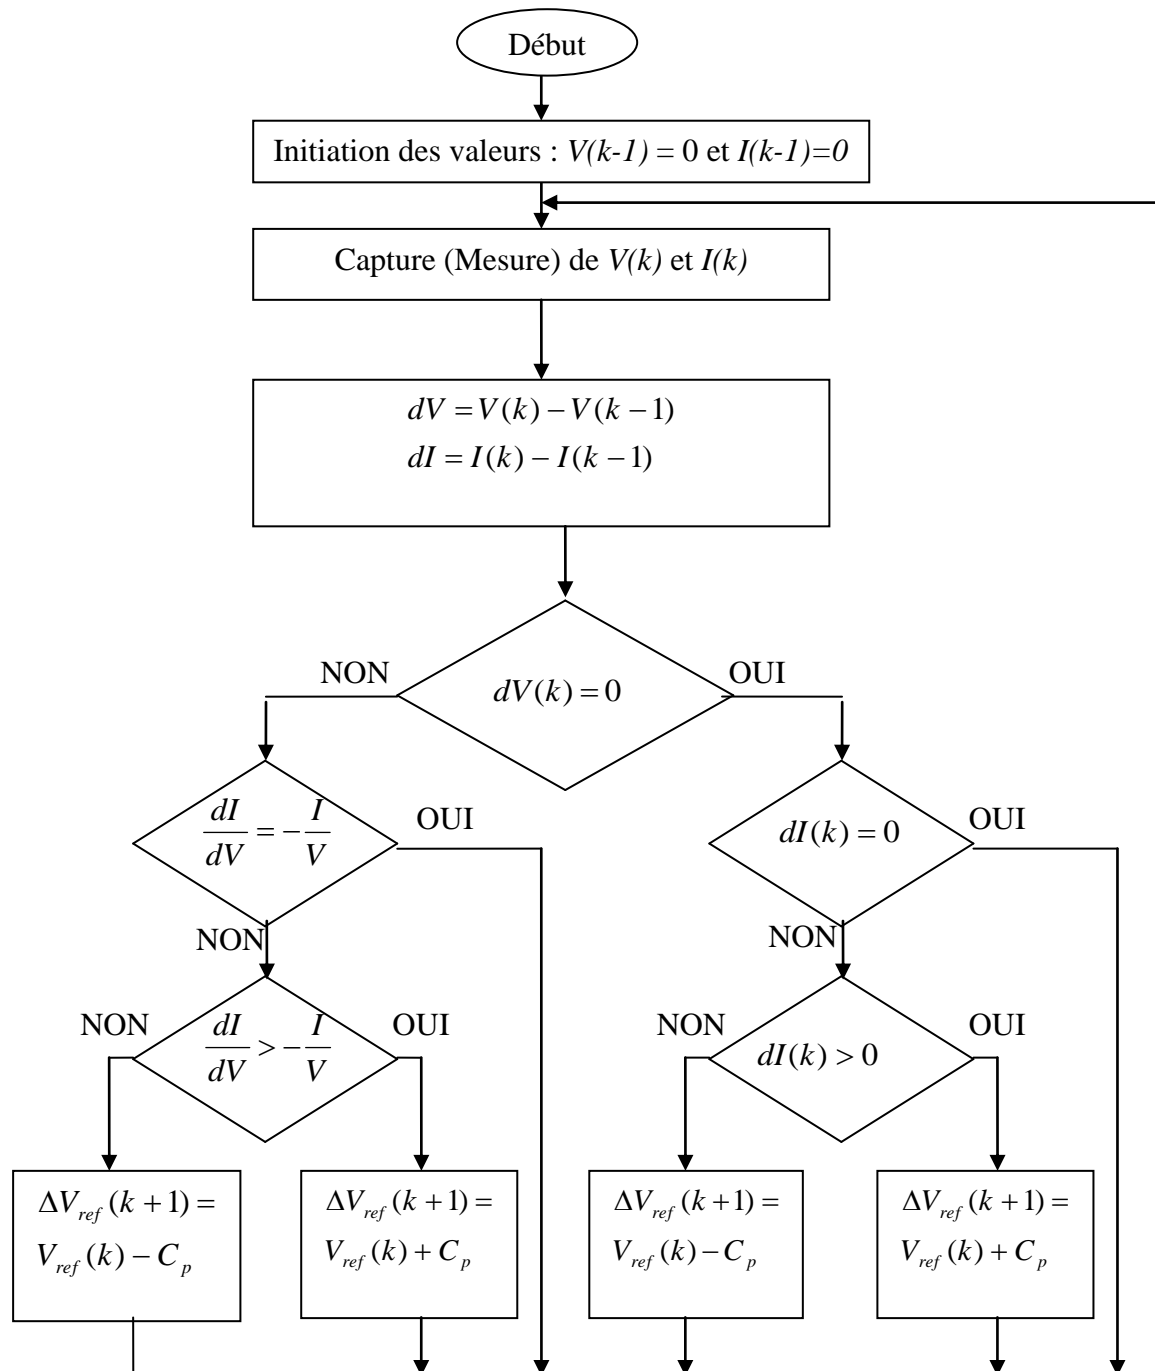 Début
Initiation des valeurs : V(k-1) = 0 et I(k-1)=0
Capture (Mesure) de V(k) et I(k)
dV = V(k) − V(k − 1)
dI = I(k) − I(k − 1)
NON
dV(k) = 0
OUI
dI/dV = − I/V
OUI
dI(k) = 0
OUI
NON
NON
NON
dI/dV > − I/V
OUI
NON
dI(k) > 0
OUI
ΔV_ref (k + 1) =
V_ref (k) − C_p
ΔV_ref (k + 1) =
V_ref (k) + C_p
ΔV_ref (k + 1) =
V_ref (k) − C_p
ΔV_ref (k + 1) =
V_ref (k) + C_p